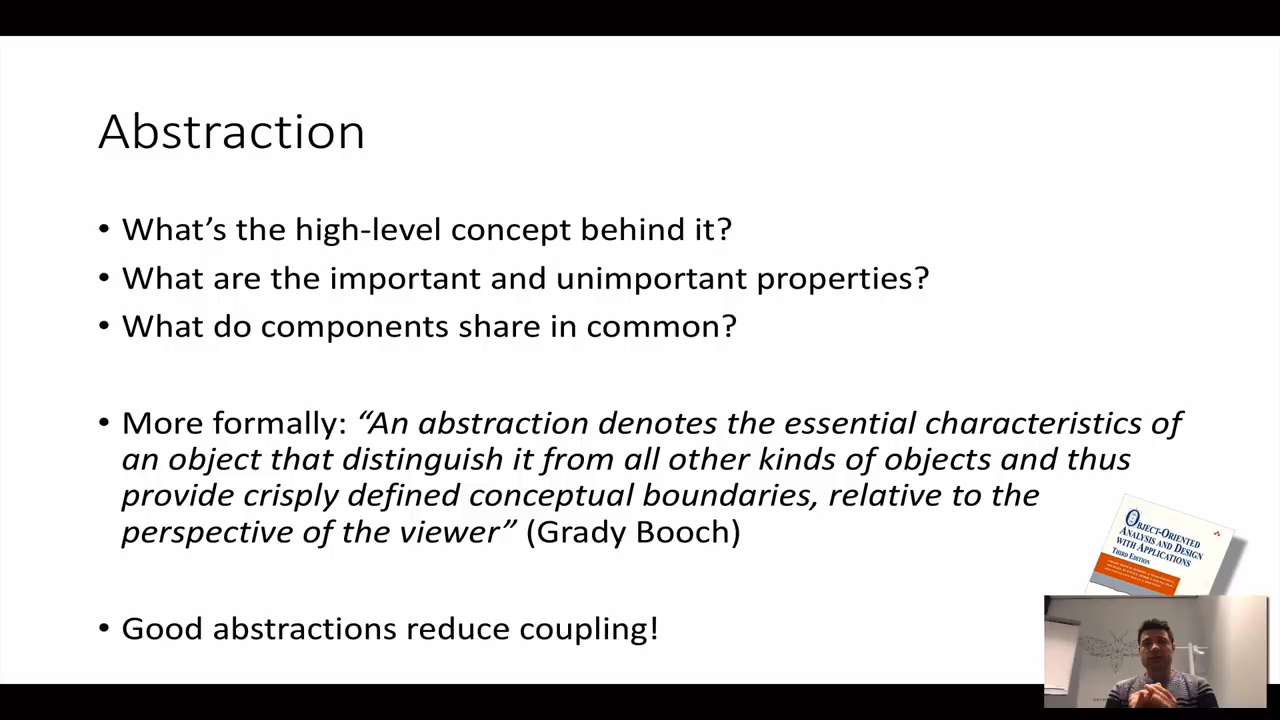 Abstraction
• What’s the high-level concept behind it?
• What are the important and unimportant properties?
• What do components share in common?
• More formally: “An abstraction denotes the essential characteristics of
an object that distinguish it from all other kinds of objects and thus
provide crisply defined conceptual boundaries, relative to the
perspective of the viewer” (Grady Booch)
OBJECT-ORIENTED
ANALYSIS AND DESIGN
WITH APPLICATIONS
THIRD EDITION
• Good abstractions reduce coupling!